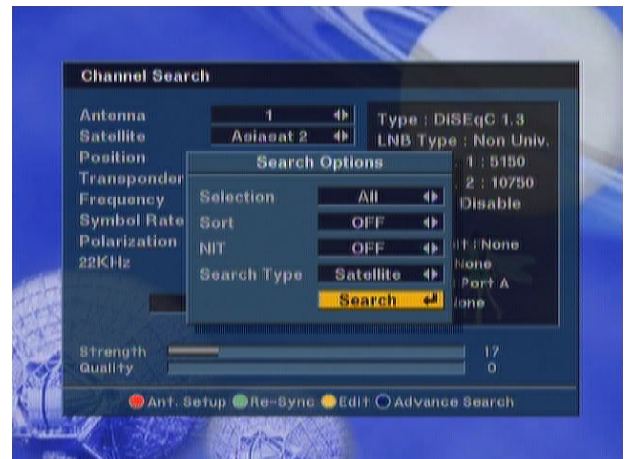 Channel Search
Antenna 1
Satellite Asiasat 2
Position
Transponder
Frequency
Symbol Rate
Polarization
22KHz
Type : DiSEqC 1.3
LNB Type : Non Univ.
1 : 5150
2 : 10750
Disable
: None
None
Port A
None
Search Options
Selection All
Sort OFF
NIT OFF
Search Type Satellite
Search
Strength 17
Quality 0
Ant. Setup Re-Sync Edit Advance Search